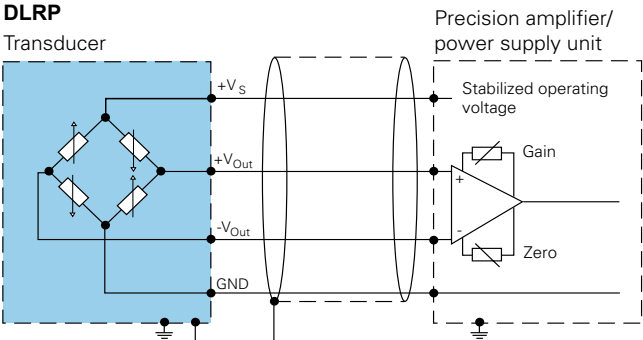 DLRP
Transducer
Precision amplifier/
power supply unit
+VS
Stabilized operating
voltage
+VOut
Gain
+
-
-VOut
Zero
GND